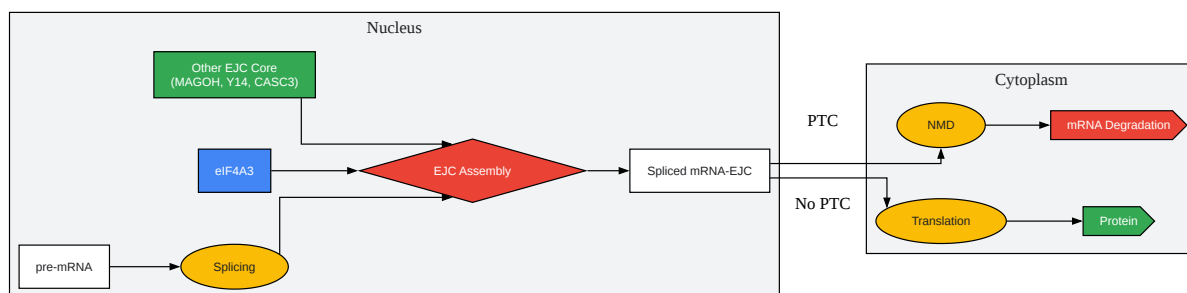 Nucleus
Other EJC Core
(MAGOH, Y14, CASC3)
eIF4A3
EJC Assembly
Spliced mRNA-EJC
pre-mRNA
Splicing
PTC
No PTC
Cytoplasm
NMD
mRNA Degradation
Translation
Protein